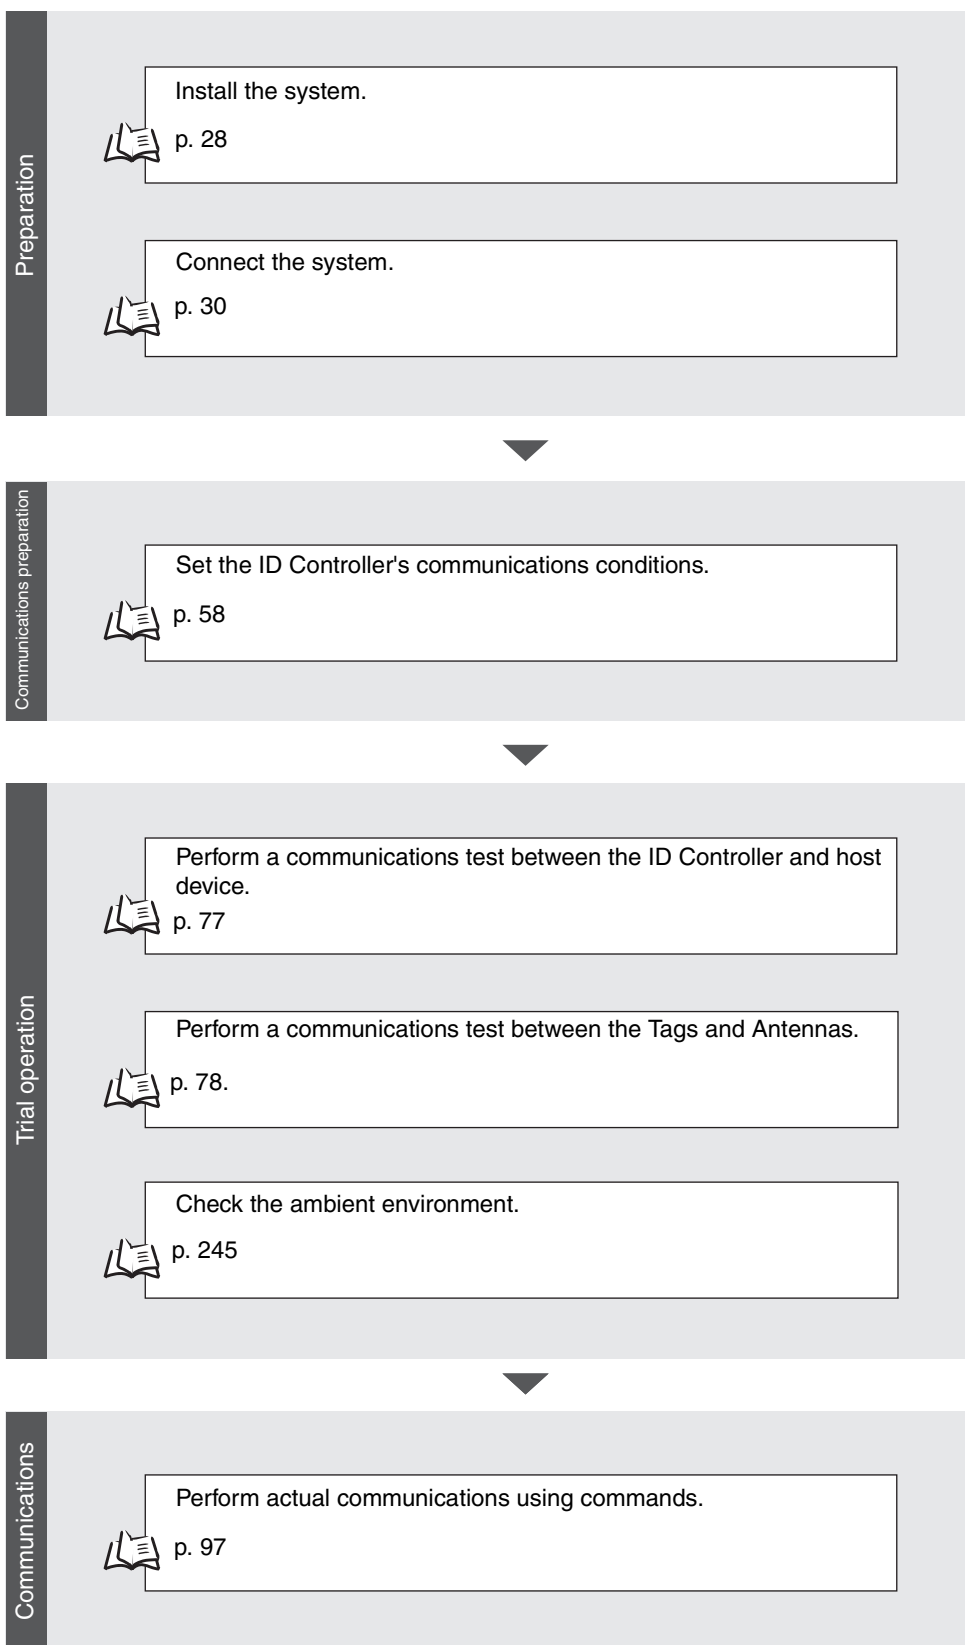 Preparation
Install the system.
p. 28
Connect the system.
p. 30
Communications preparation
Set the ID Controller's communications conditions.
p. 58
Trial operation
Perform a communications test between the ID Controller and host
device.
p. 77
Perform a communications test between the Tags and Antennas.
p. 78.
Check the ambient environment.
p. 245
Communications
Perform actual communications using commands.
p. 97